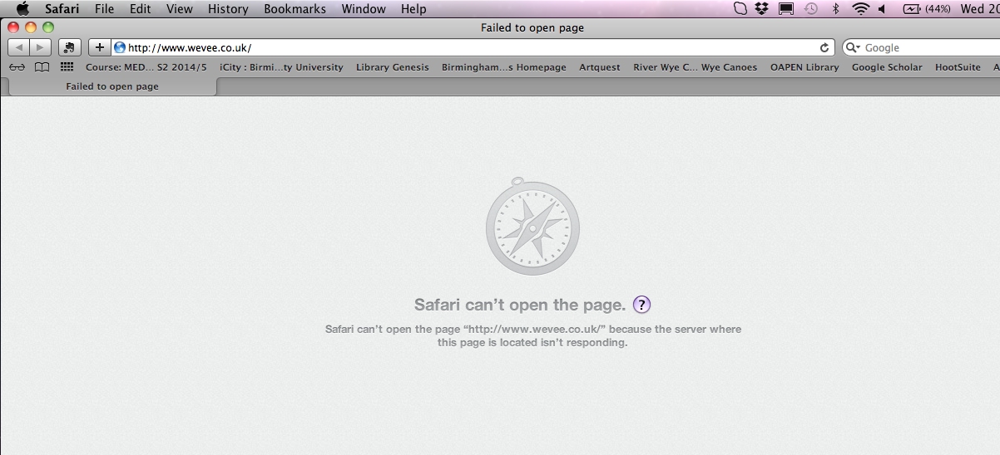 Safari File Edit View History Bookmarks Window Help (44%) Wed 20
Failed to open page
+ http://www.wevee.co.uk/ Google
Course: MED... S2 2014/5 iCity : Birmi...ty University Library Genesis Birmingham...s Homepage Artquest River Wye C... Wye Canoes OAPEN Library Google Scholar HootSuite A
Failed to open page
Safari can’t open the page. ?
Safari can’t open the page “http://www.wevee.co.uk/” because the server where
this page is located isn’t responding.